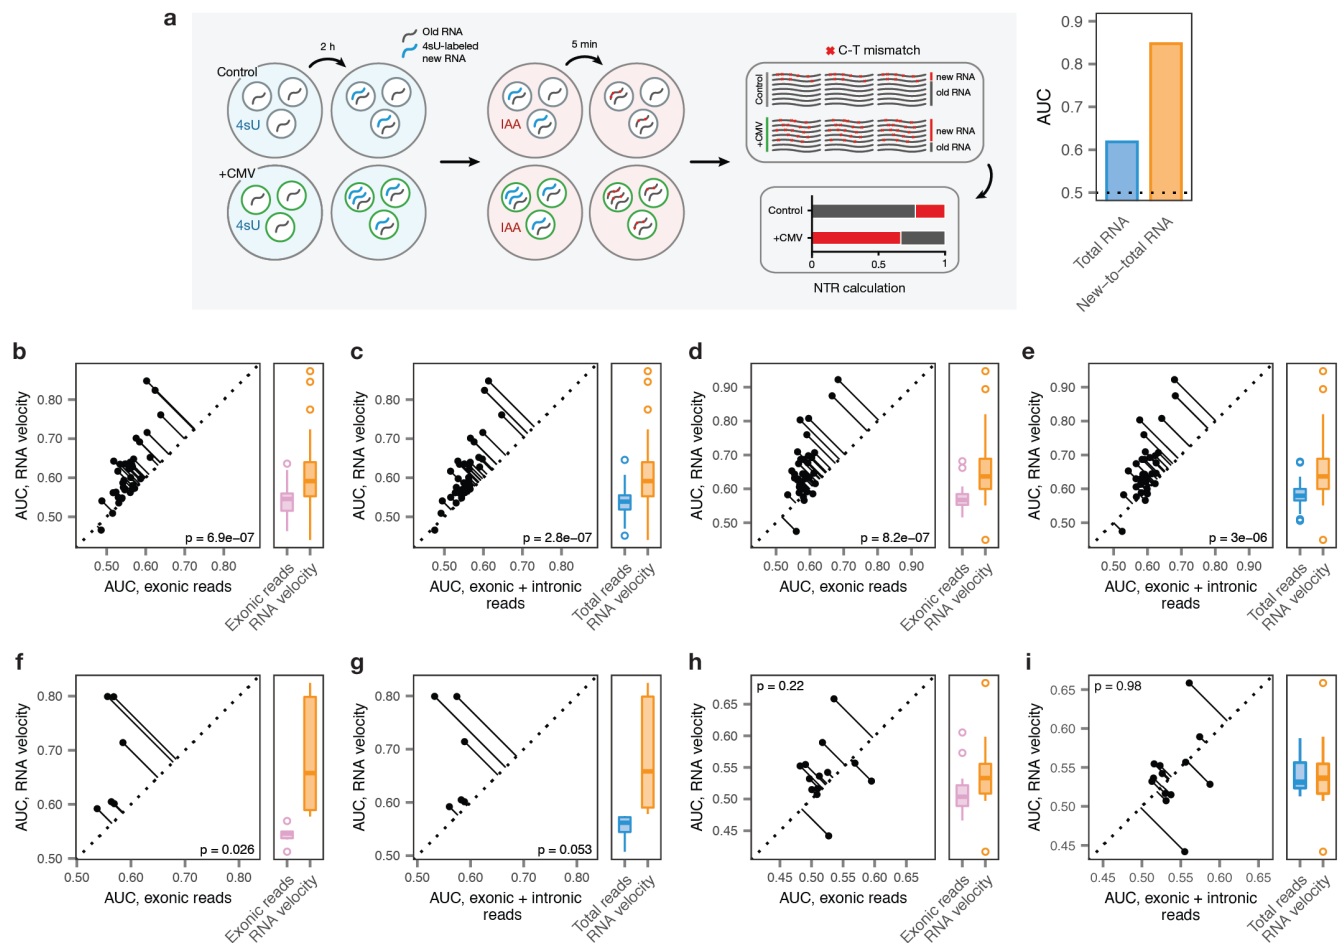 a
Old RNA
4sU-labeled
new RNA
2 h
Control
4sU
+CMV
4sU
5 min
IAA
IAA
✖ C-T mismatch
Control
new RNA
old RNA
+CMV
new RNA
old RNA
Control
+CMV
0
0.5
1
NTR calculation
AUC
0.9
0.8
0.7
0.6
0.5
Total RNA
New-to-total RNA
b
AUC, RNA velocity
0.80
0.70
0.60
0.50
p = 6.9e-07
0.50
0.60
0.70
0.80
AUC, exonic reads
Exonic reads
RNA velocity
c
AUC, RNA velocity
0.80
0.70
0.60
0.50
p = 2.8e-07
0.50
0.60
0.70
0.80
AUC, exonic + intronic
reads
Total reads
RNA velocity
d
AUC, RNA velocity
0.90
0.80
0.70
0.60
0.50
p = 8.2e-07
0.50
0.60
0.70
0.80
0.90
AUC, exonic reads
Exonic reads
RNA velocity
e
AUC, RNA velocity
0.90
0.80
0.70
0.60
0.50
p = 3e-06
0.50
0.60
0.70
0.80
0.90
AUC, exonic + intronic
reads
Total reads
RNA velocity
f
AUC, RNA velocity
0.80
0.70
0.60
0.50
p = 0.026
0.50
0.60
0.70
0.80
AUC, exonic reads
Exonic reads
RNA velocity
g
AUC, RNA velocity
0.80
0.70
0.60
0.50
p = 0.053
0.50
0.60
0.70
0.80
AUC, exonic + intronic
reads
Total reads
RNA velocity
h
AUC, RNA velocity
p = 0.22
0.65
0.60
0.55
0.50
0.45
0.45
0.50
0.55
0.60
0.65
AUC, exonic reads
Exonic reads
RNA velocity
i
AUC, RNA velocity
p = 0.98
0.65
0.60
0.55
0.50
0.45
0.45
0.50
0.55
0.60
0.65
AUC, exonic + intronic
reads
Total reads
RNA velocity